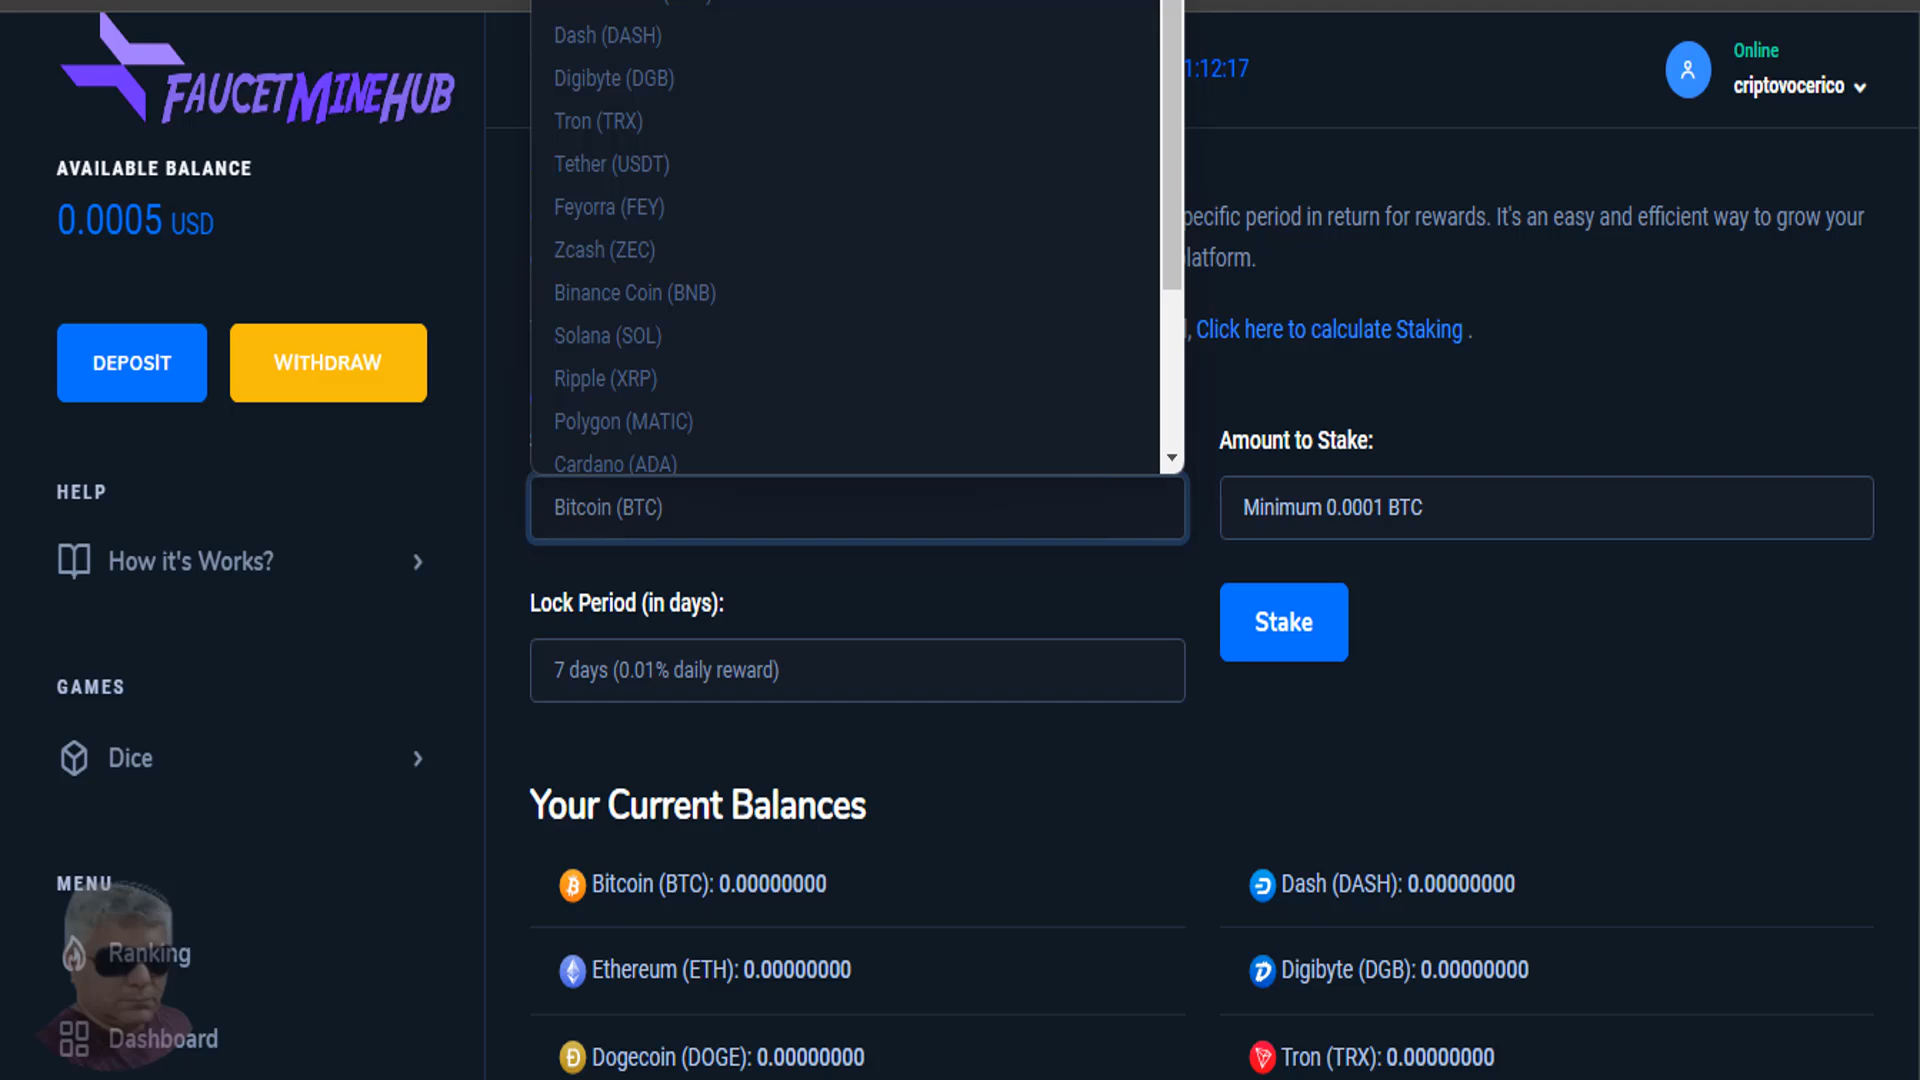 FAUCETMINEHUB
AVAILABLE BALANCE
0.0005 USD
DEPOSIT
WITHDRAW
HELP
How it's Works?
GAMES
Dice
MENU
Ranking
Dashboard
Dash (DASH)
Digibyte (DGB)
Tron (TRX)
Tether (USDT)
Feyorra (FEY)
Zcash (ZEC)
Binance Coin (BNB)
Solana (SOL)
Ripple (XRP)
Polygon (MATIC)
Cardano (ADA)
Bitcoin (BTC)
1:12:17
Online
criptovocerico
pecific period in return for rewards. It's an easy and efficient way to grow your
latform.
, Click here to calculate Staking .
Amount to Stake:
Minimum 0.0001 BTC
Lock Period (in days):
7 days (0.01% daily reward)
Stake
Your Current Balances
Bitcoin (BTC): 0.00000000
Dash (DASH): 0.00000000
Ethereum (ETH): 0.00000000
Digibyte (DGB): 0.00000000
Dogecoin (DOGE): 0.00000000
Tron (TRX): 0.00000000